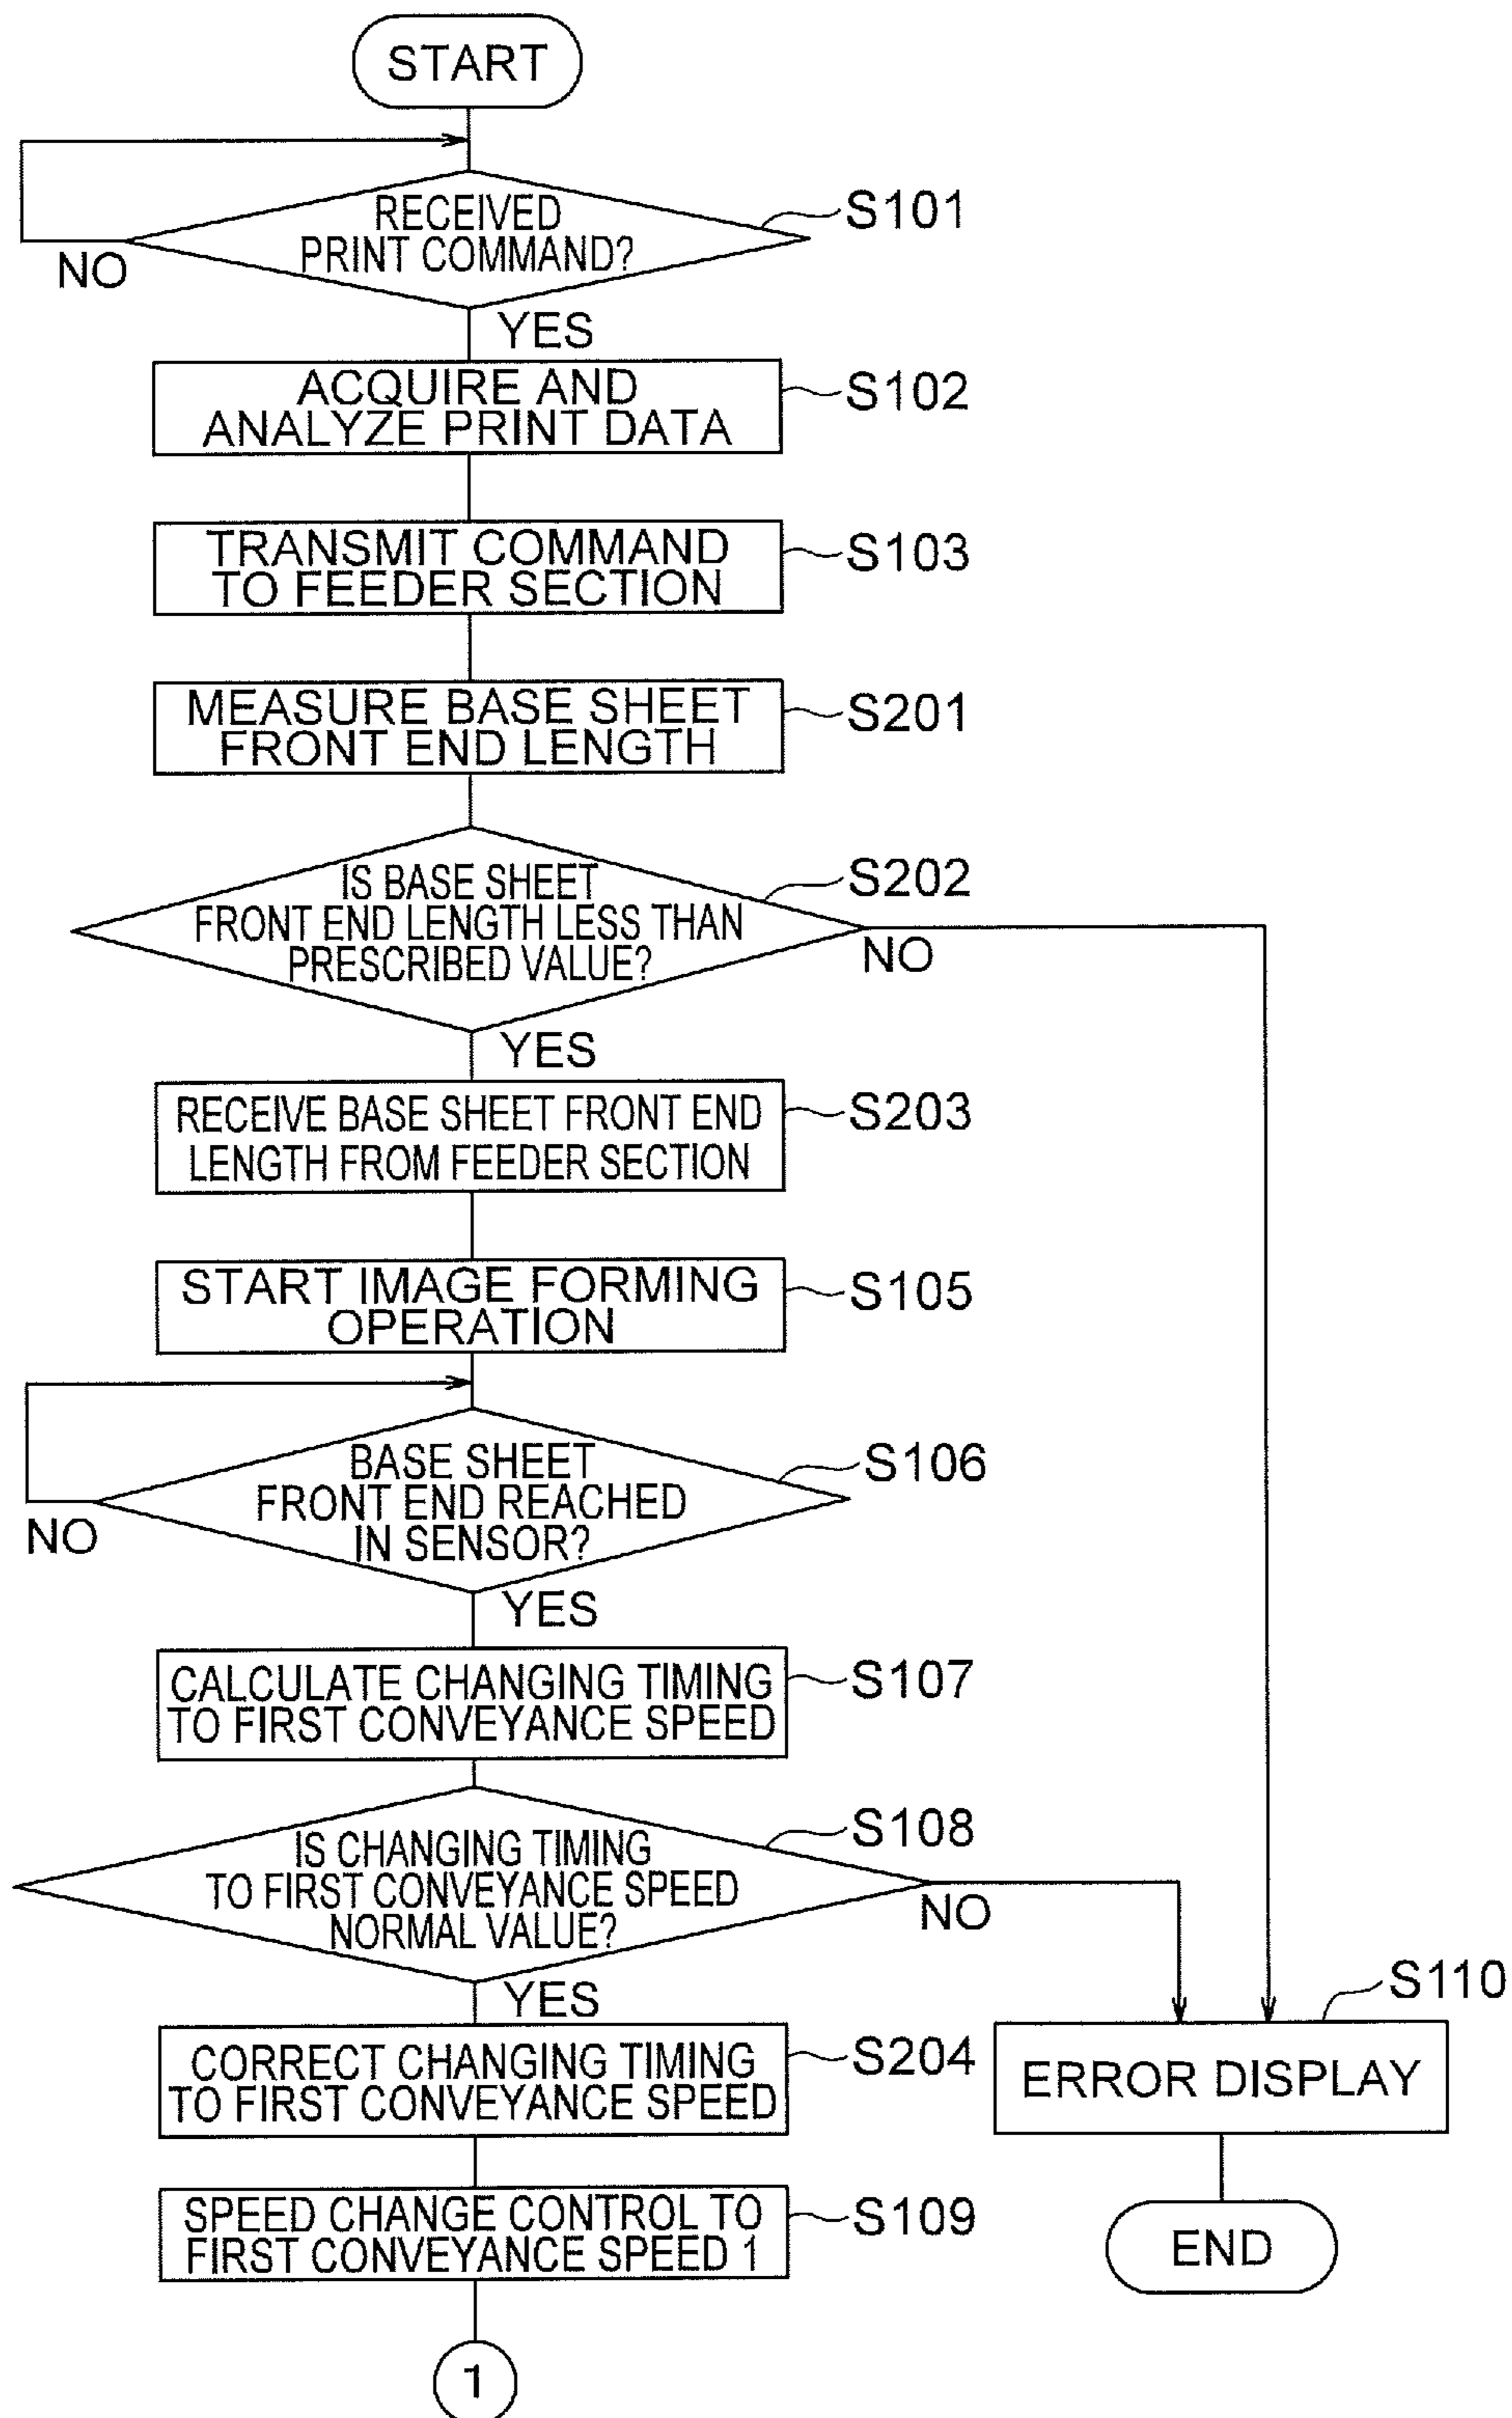 START
RECEIVED
PRINT COMMAND?
S101
NO
YES
ACQUIRE AND
ANALYZE PRINT DATA
S102
TRANSMIT COMMAND
TO FEEDER SECTION
S103
MEASURE BASE SHEET
FRONT END LENGTH
S201
IS BASE SHEET
FRONT END LENGTH LESS THAN
PRESCRIBED VALUE?
S202
NO
YES
RECEIVE BASE SHEET FRONT END
LENGTH FROM FEEDER SECTION
S203
START IMAGE FORMING
OPERATION
S105
BASE SHEET
FRONT END REACHED
IN SENSOR?
S106
NO
YES
CALCULATE CHANGING TIMING
TO FIRST CONVEYANCE SPEED
S107
IS CHANGING TIMING
TO FIRST CONVEYANCE SPEED
NORMAL VALUE?
S108
NO
YES
CORRECT CHANGING TIMING
TO FIRST CONVEYANCE SPEED
S204
S110
ERROR DISPLAY
SPEED CHANGE CONTROL TO
FIRST CONVEYANCE SPEED 1
S109
END
1